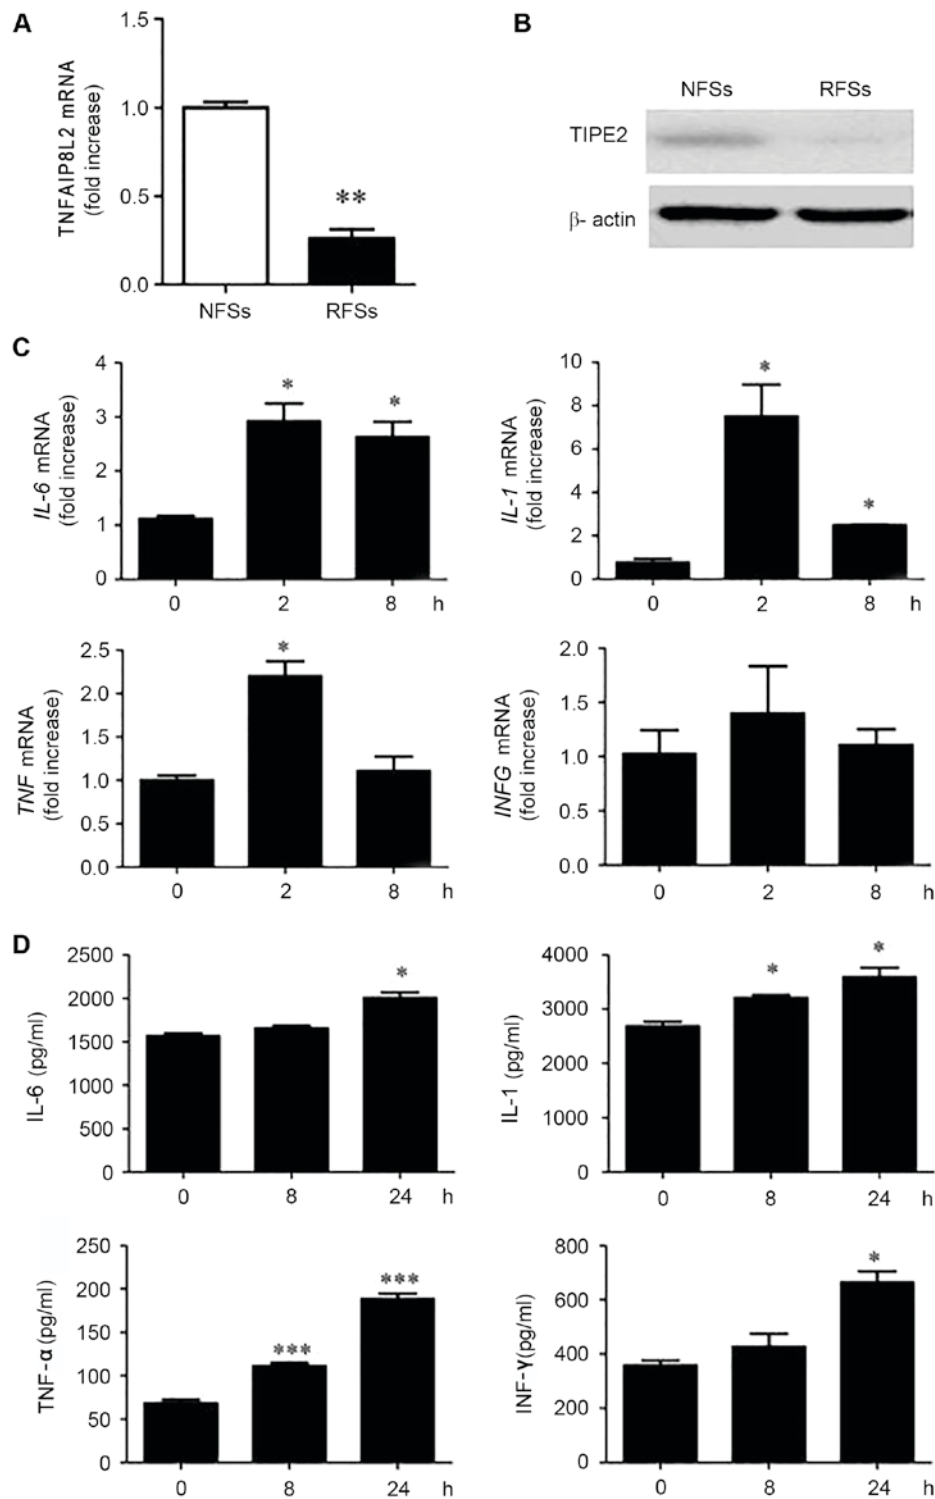 A
TNFAIP8L2 mRNA
(fold increase)
1.5
1.0
0.5
0.0
**
NFSs
RFSs
B
NFSs
RFSs
TIPE2
β- actin
C
IL-6 mRNA
(fold increase)
4
3
2
1
0
*
*
0
2
8
h
IL-1 mRNA
(fold increase)
10
8
6
4
2
0
*
*
0
2
8
h
TNF mRNA
(fold increase)
2.5
2.0
1.5
1.0
0.5
0.0
*
0
2
8
h
INFG mRNA
(fold increase)
2.0
1.5
1.0
0.5
0.0
0
2
8
h
D
IL-6 (pg/ml)
2500
2000
1500
1000
500
0
*
0
8
24
h
IL-1 (pg/ml)
4000
3000
2000
1000
0
*
*
0
8
24
h
TNF-α(pg/ml)
250
200
150
100
50
0
***
***
0
8
24
h
INF-γ(pg/ml)
800
600
400
200
0
*
0
8
24
h